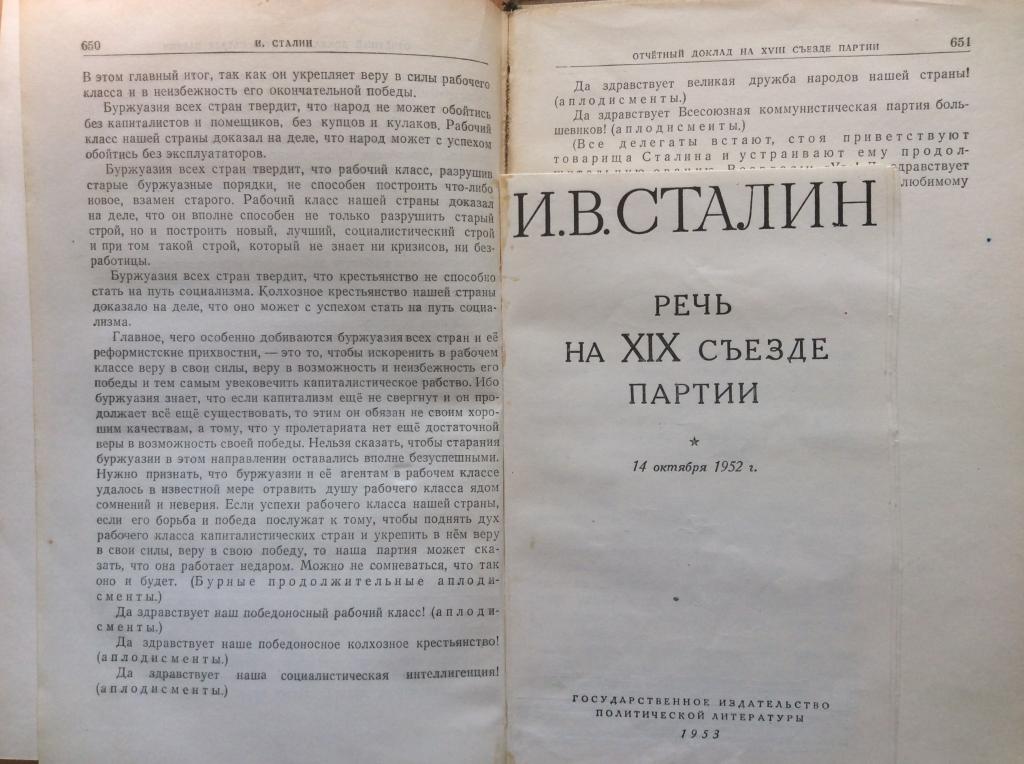 650
И. СТАЛИН
В этом главный итог, так как он укрепляет веру в силы рабочего
класса и в неизбежность его окончательной победы.
Буржуазия всех стран твердит, что народ не может обойтись
без капиталистов и помещиков, без купцов и кулаков. Рабочий
класс нашей страны доказал на деле, что народ может с успехом
обойтись без эксплуататоров.
Буржуазия всех стран твердит, что рабочий класс, разрушив
старые буржуазные порядки, не способен построить что-либо
новое, взамен старого. Рабочий класс нашей страны доказал
на деле, что он вполне способен не только разрушить старый
строй, но и построить новый, лучший, социалистический строй
и при том такой строй, который не знает ни кризисов, ни без-
работицы.
Буржуазия всех стран твердит, что крестьянство не способно
стать на путь социализма. Колхозное крестьянство нашей страны
доказало на деле, что оно может с успехом стать на путь социа-
лизма.
Главное, чего особенно добиваются буржуазия всех стран и её
реформистские прихвостни, — это то, чтобы искоренить в рабочем
классе веру в свои силы, веру в возможность и неизбежность его
победы и тем самым увековечить капиталистическое рабство. Ибо
буржуазия знает, что если капитализм ещё не свергнут и он про-
должает всё ещё существовать, то этим он обязан не своим хоро-
шим качествам, а тому, что у пролетариата нет ещё достаточной
веры в возможность своей победы. Нельзя сказать, чтобы старания
буржуазии в этом направлении оставались вполне безуспешными.
Нужно признать, что буржуазии и её агентам в рабочем классе
удалось в известной мере отравить душу рабочего класса ядом
сомнений и неверия. Если успехи рабочего класса нашей страны,
если его борьба и победа послужат к тому, чтобы поднять дух
рабочего класса капиталистических стран и укрепить в нём веру
в свои силы, веру в свою победу, то наша партия может ска-
зать, что она работает недаром. Можно не сомневаться, что так
оно и будет. (Бурные продолжительные аплоди-
сменты.)
Да здравствует наш победоносный рабочий класс! (аплоди-
сменты.)
Да здравствует наше победоносное колхозное крестьянство!
(аплодисменты.)
Да здравствует наша социалистическая интеллигенция!
(аплодисменты.)
ОТЧЁТНЫЙ ДОКЛАД НА XVIII СЪЕЗДЕ ПАРТИИ
651
Да здравствует великая дружба народов нашей страны!
(аплодисменты.)
Да здравствует Всесоюзная коммунистическая партия боль-
шевиков! (аплодисменты.)
(Все делегаты встают, стоя приветствуют
товарища Сталина и устраивают ему продол-
здравствует
любимому
И.В.СТАЛИН
РЕЧЬ
НА XIX СЪЕЗДЕ
ПАРТИИ
14 октября 1952 г.
ГОСУДАРСТВЕННОЕ ИЗДАТЕЛЬСТВО
ПОЛИТИЧЕСКОЙ ЛИТЕРАТУРЫ
1953